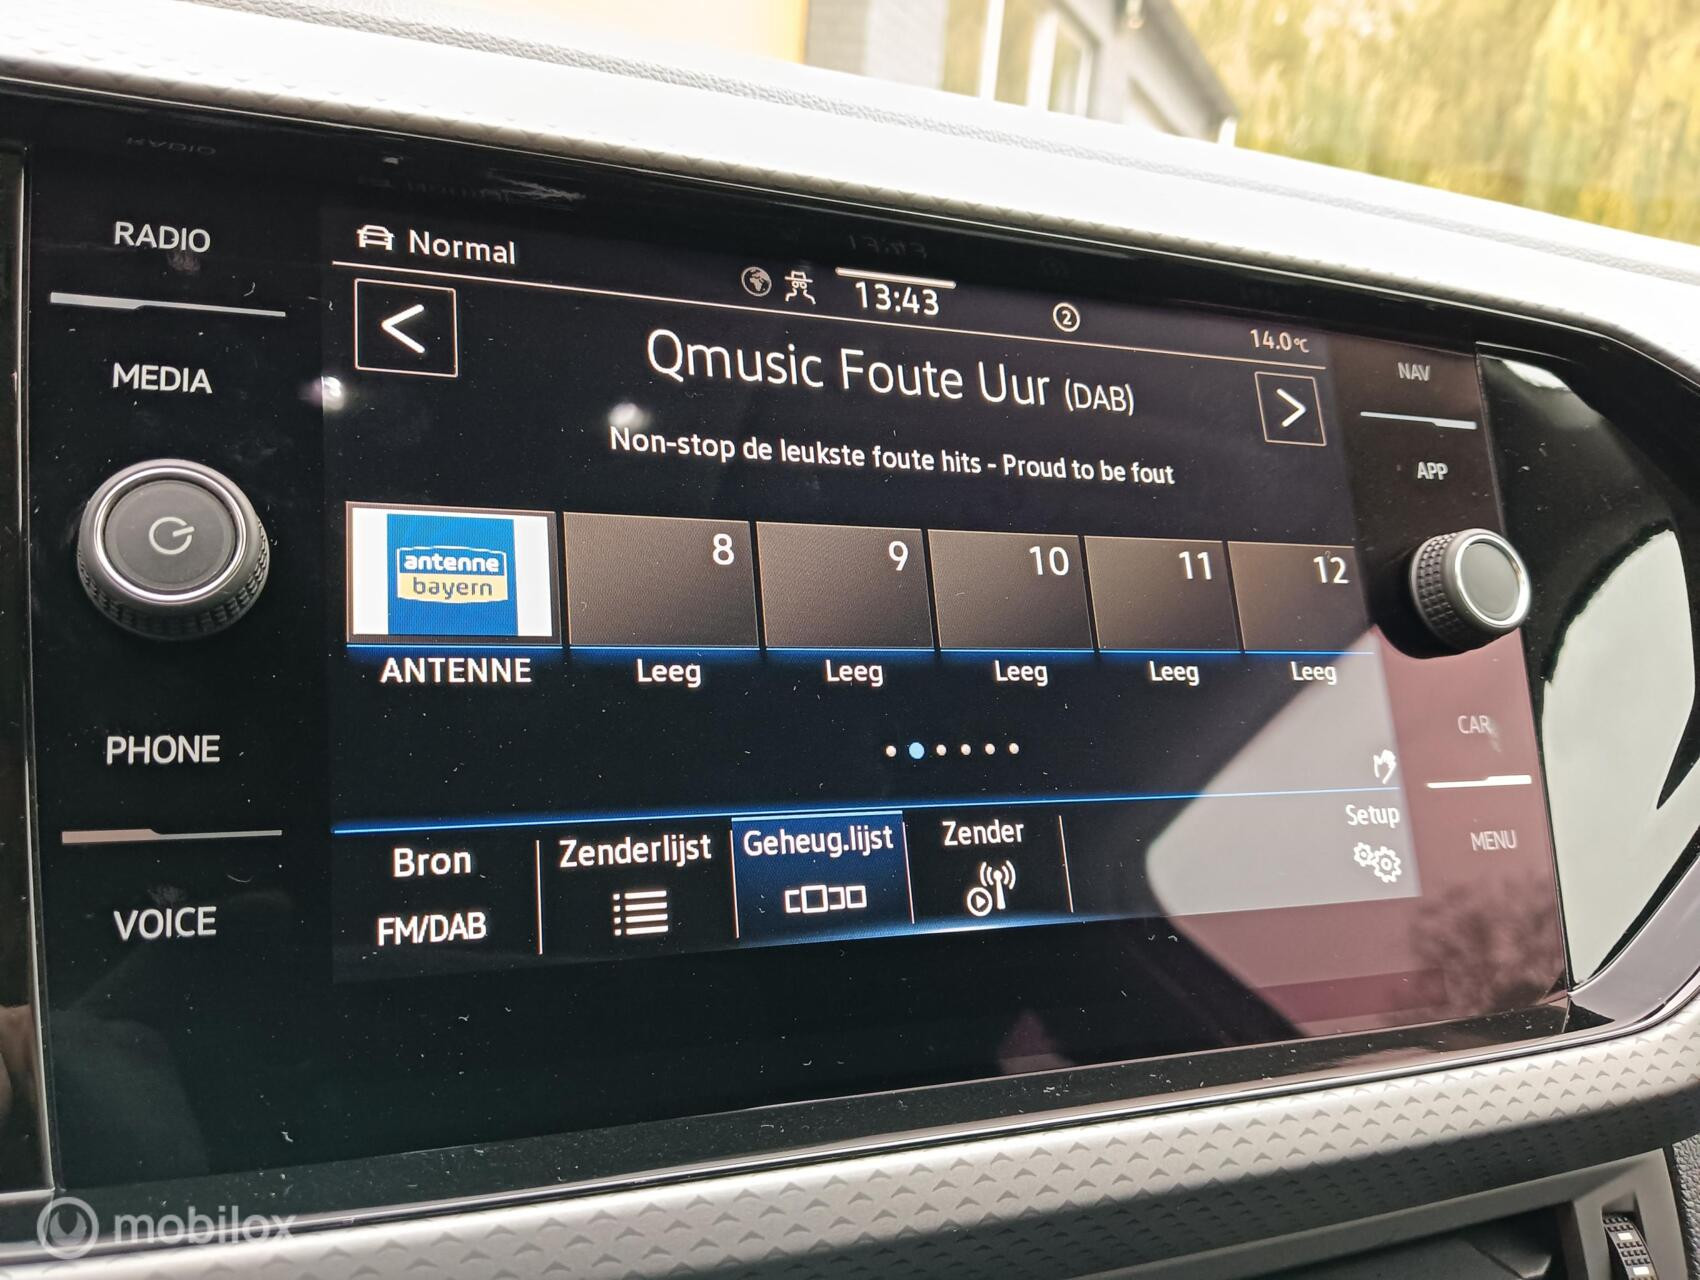 RADIO
MEDIA
PHONE
VOICE
Normal
13:43
2
14.0°C
<
Qmusic Foute Uur (DAB)
>
Non-stop de leukste foute hits - Proud to be fout
antenne
bayern
8
9
10
11
12
ANTENNE
Leeg
Leeg
Leeg
Leeg
Leeg
Bron
FM/DAB
Zenderlijst
Geheug.lijst
Zender
Setup
NAV
APP
CAR
MENU
mobilox